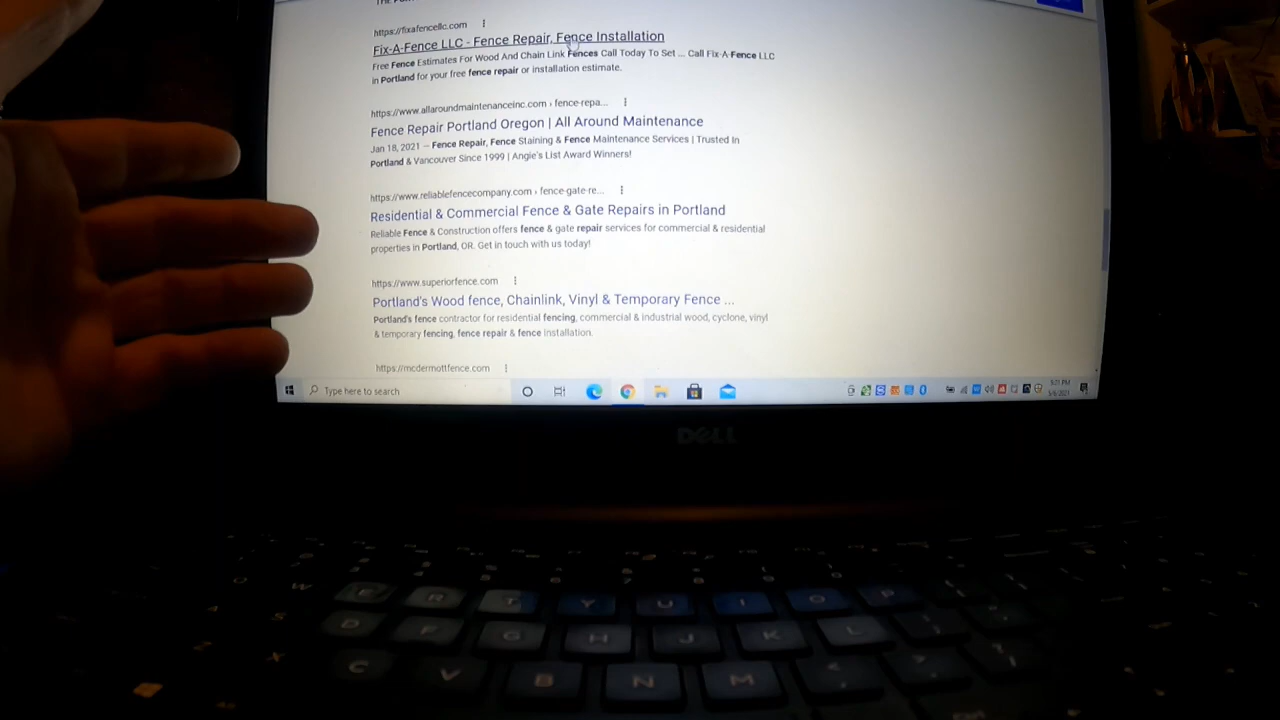 https://fixafencellc.com
Fix-A-Fence LLC - Fence Repair, Fence Installation
Free Fence Estimates For Wood And Chain Link Fences Call Today To Set ... Call Fix-A-Fence LLC
in Portland for your free fence repair or installation estimate.
https://www.allaroundmaintenanceinc.com › fence-repa...
Fence Repair Portland Oregon | All Around Maintenance
Jan 18, 2021 — Fence Repair, Fence Staining & Fence Maintenance Services | Trusted In
Portland & Vancouver Since 1999 | Angie's List Award Winners!
https://www.reliablefencecompany.com › fence-gate-re...
Residential & Commercial Fence & Gate Repairs in Portland
Reliable Fence & Construction offers fence & gate repair services for commercial & residential
properties in Portland, OR. Get in touch with us today!
https://www.superiorfence.com
Portland's Wood fence, Chainlink, Vinyl & Temporary Fence ...
Portland's fence contractor for residential fencing, commercial & industrial wood, cyclone, vinyl
& temporary fencing, fence repair & fence installation.
https://mcdermottfence.com
Type here to search
DELL
W
R T Y U I O P
S D F G H J K L
Z X C V B N M